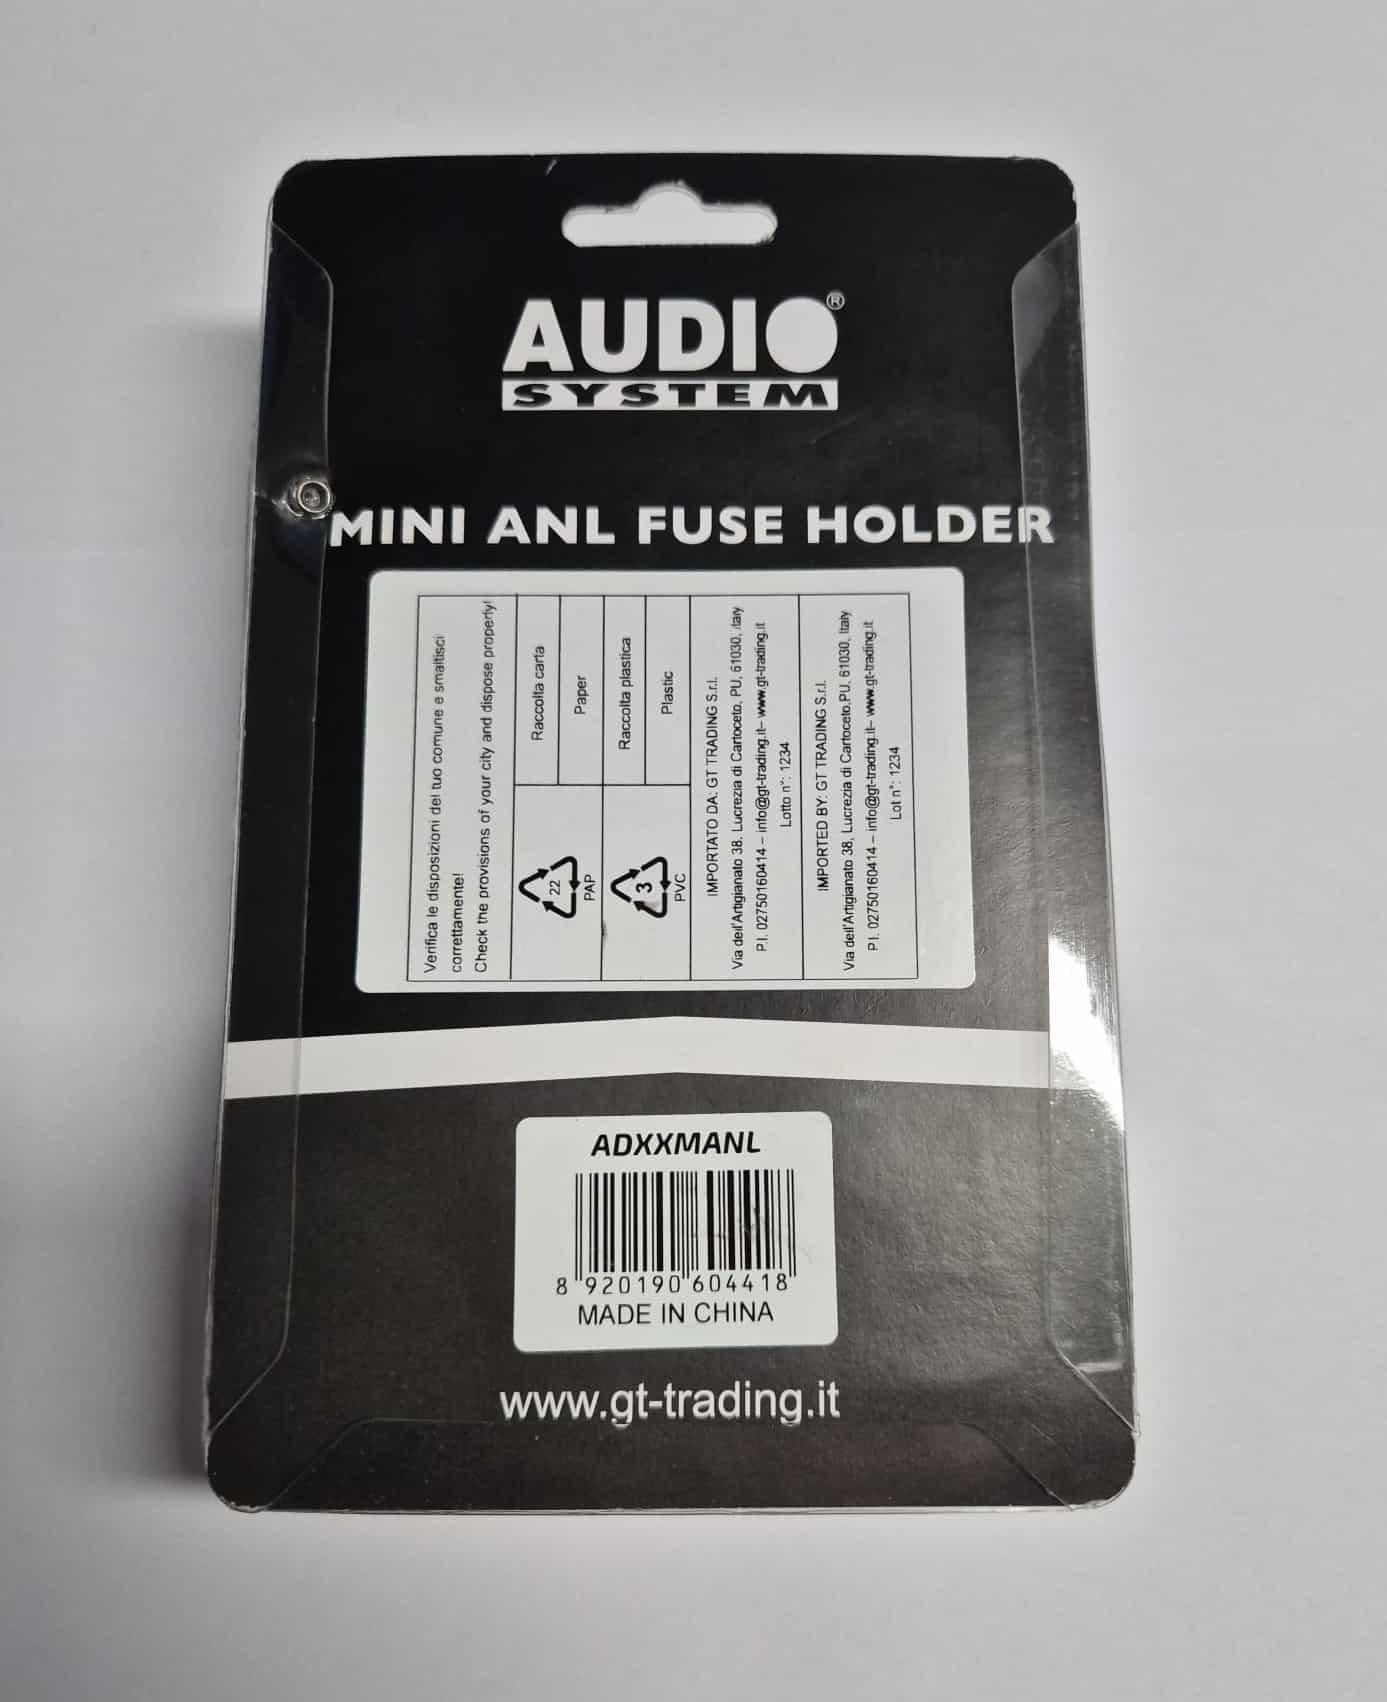 AUDIO®
SYSTEM
MINI ANL FUSE HOLDER
Verifica le disposizioni del tuo comune e smaltisci
correttamente!
Check the provisions of your city and dispose properly!
22
PAP
Raccolta carta
Paper
3
PVC
Raccolta plastica
Plastic
IMPORTATO DA: GT TRADING S.r.l.
Via dell'Artigianato 38, Lucrezia di Cartoceto, PU, 61030, italy
P.I. 02750160414 – info@gt-trading.it– www.gt-trading.it
Lotto n°: 1234
IMPORTED BY: GT TRADING S.r.l.
Via dell'Artigianato 38, Lucrezia di Cartoceto,PU, 61030, Italy
P.I. 02750160414 – info@gt-trading.it– www.gt-trading.it
Lot n°: 1234
ADXXMANL
8 920190 604418
MADE IN CHINA
www.gt-trading.it